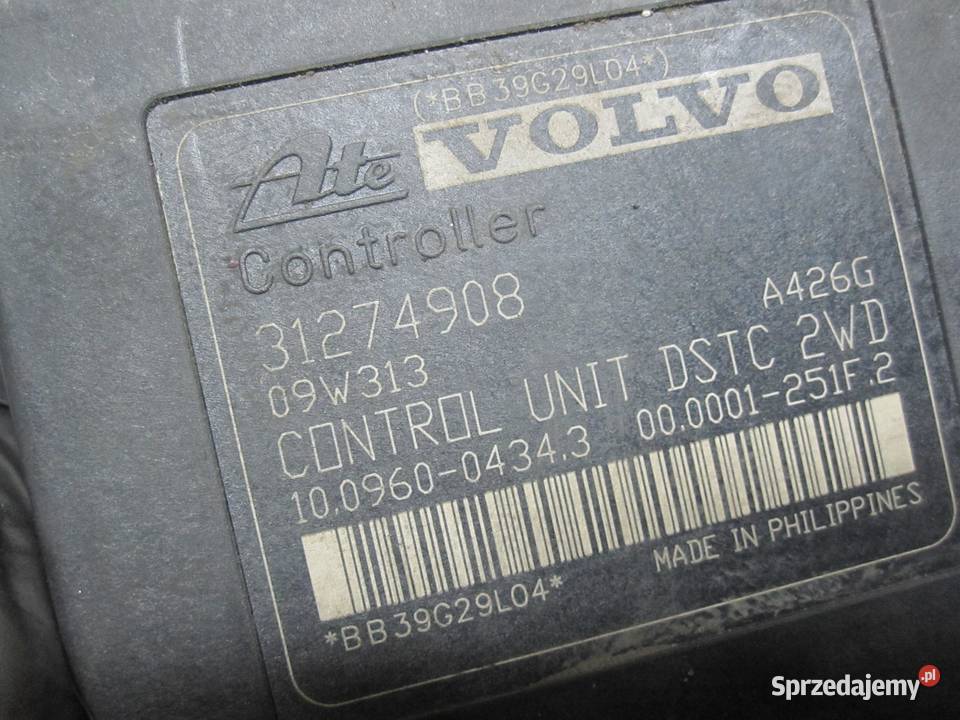 (*BB39G29L04*)
Ate VOLVO
Controller
31274908 A426G
09W313
CONTROL UNIT DSTC 2WD
10.0960-0434.3 00.0001-251F.2
*BB39G29L04* MADE IN PHILIPPINES
Sprzedajemy.pl